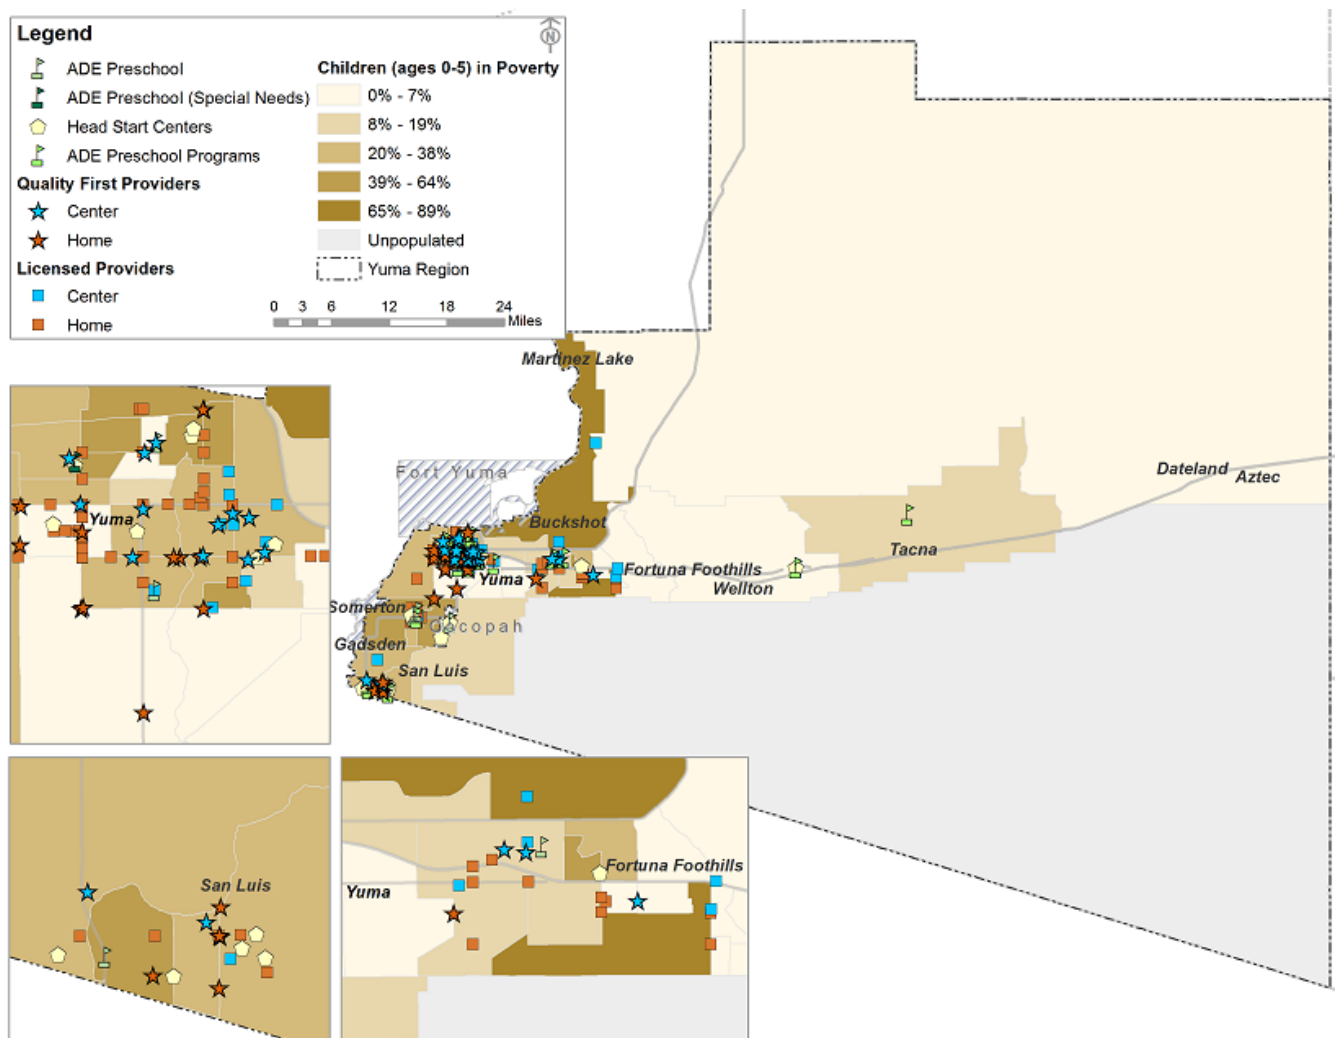 Legend
N
ADE Preschool
ADE Preschool (Special Needs)
Head Start Centers
ADE Preschool Programs
Quality First Providers
Center
Home
Licensed Providers
Center
Home
Children (ages 0-5) in Poverty
0% - 7%
8% - 19%
20% - 38%
39% - 64%
65% - 89%
Unpopulated
Yuma Region
0 3 6 12 18 24
Miles
Martinez Lake
Fort Yuma
Buckshot
Dateland
Aztec
Tacna
Yuma
Fortuna Foothills
Wellton
Somerton
Cocopah
Gadsden
San Luis
Yuma
San Luis
Fortuna Foothills
Yuma